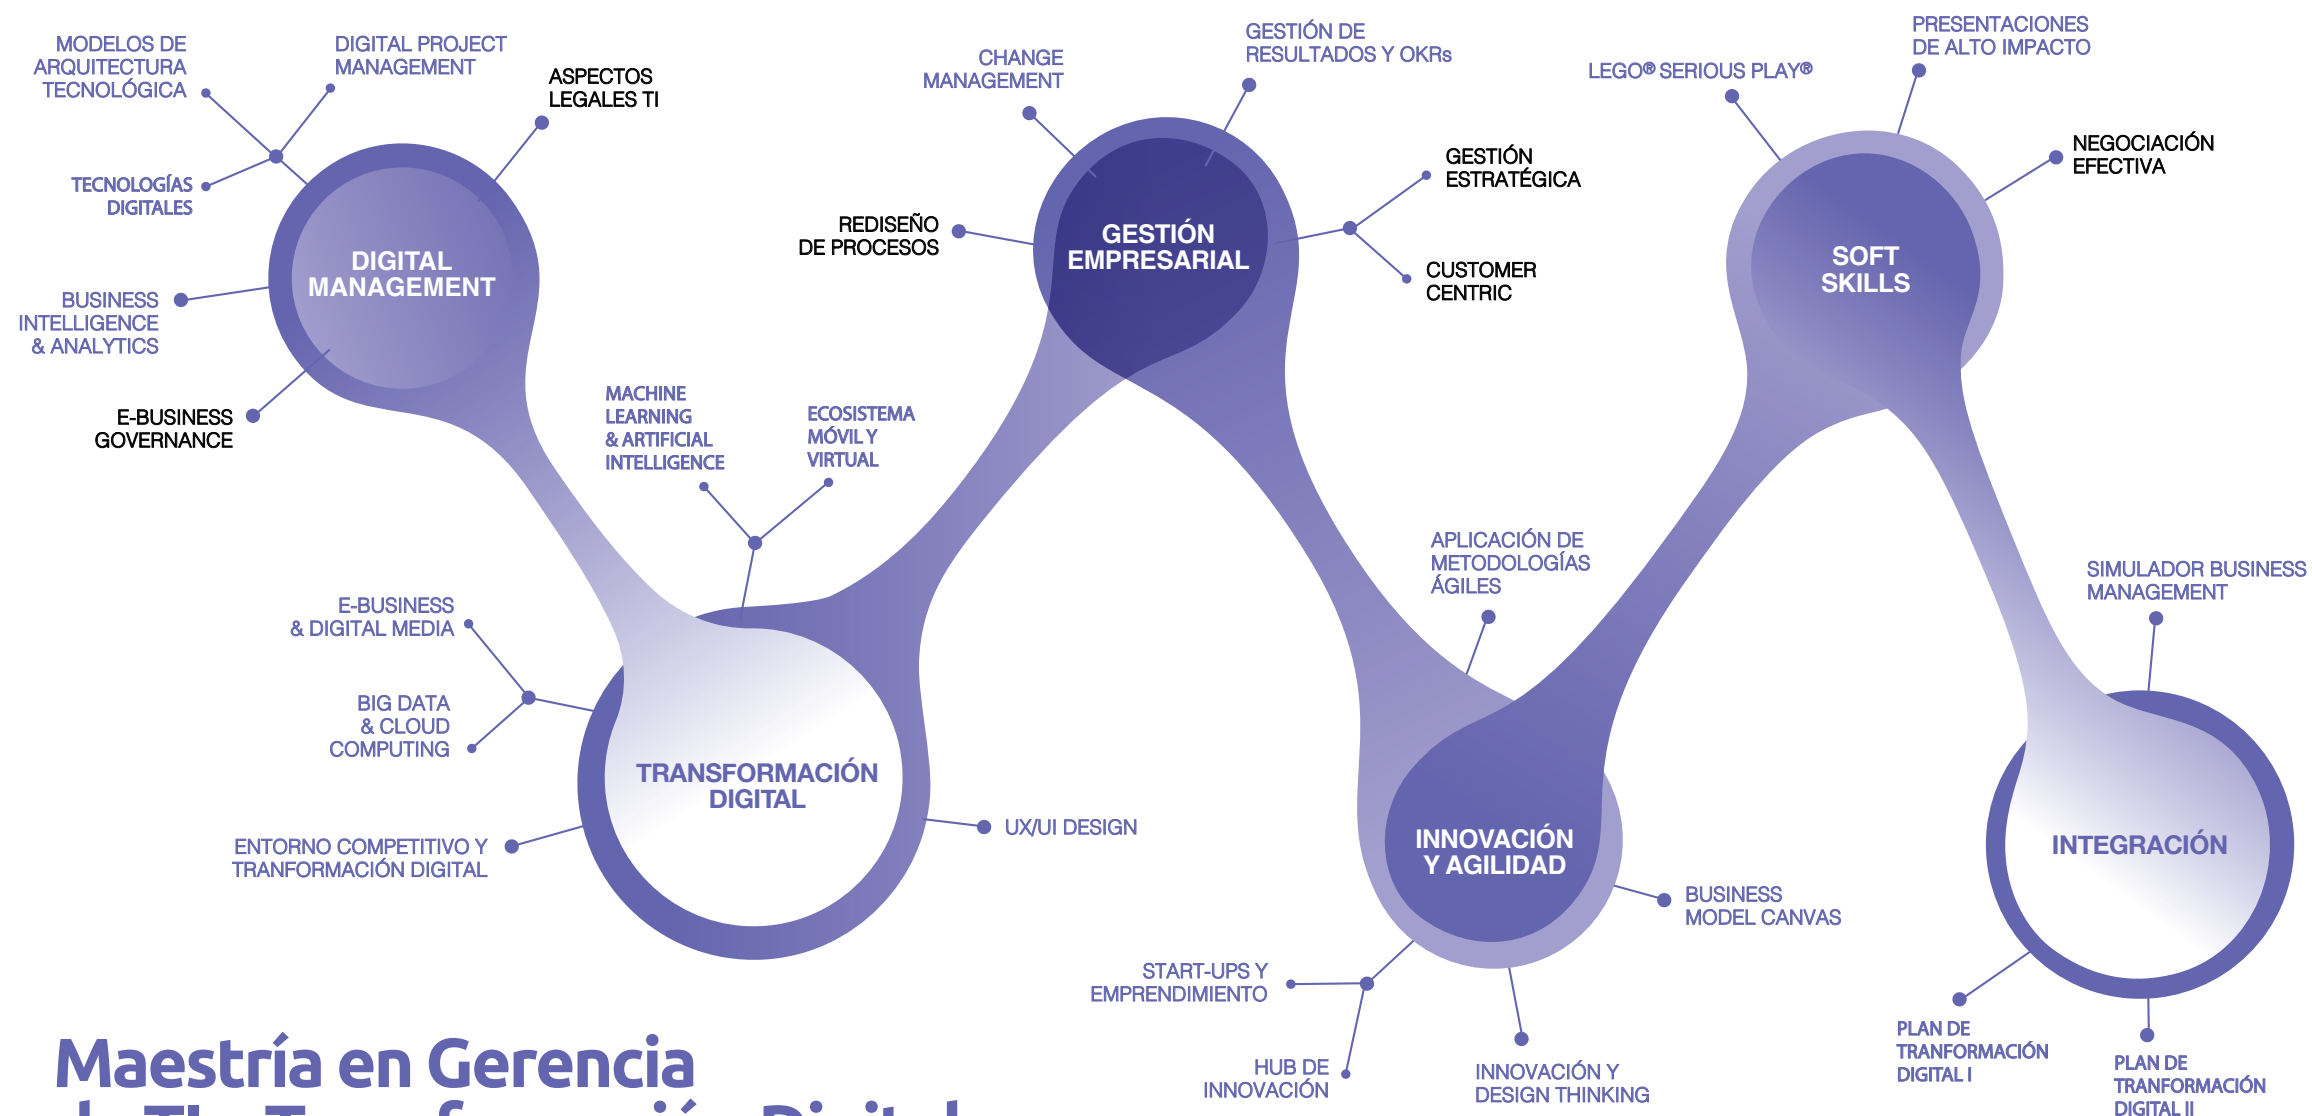 MODELOS DE
ARQUITECTURA
TECNOLÓGICA
DIGITAL PROJECT
MANAGEMENT
ASPECTOS
LEGALES TI
TECNOLOGÍAS
DIGITALES
DIGITAL
MANAGEMENT
BUSINESS
INTELLIGENCE
& ANALYTICS
E-BUSINESS
GOVERNANCE
MACHINE
LEARNING
& ARTIFICIAL
INTELLIGENCE
ECOSISTEMA
MÓVIL Y
VIRTUAL
E-BUSINESS
& DIGITAL MEDIA
BIG DATA
& CLOUD
COMPUTING
TRANSFORMACIÓN
DIGITAL
ENTORNO COMPETITIVO Y
TRANFORMACIÓN DIGITAL
UX/UI DESIGN
CHANGE
MANAGEMENT
GESTIÓN DE
RESULTADOS Y OKRs
REDISEÑO
DE PROCESOS
GESTIÓN
EMPRESARIAL
GESTIÓN
ESTRATÉGICA
CUSTOMER
CENTRIC
APLICACIÓN DE
METODOLOGÍAS
ÁGILES
INNOVACIÓN
Y AGILIDAD
BUSINESS
MODEL CANVAS
START-UPS Y
EMPRENDIMIENTO
HUB DE
INNOVACIÓN
INNOVACIÓN Y
DESIGN THINKING
LEGO® SERIOUS PLAY®
PRESENTACIONES
DE ALTO IMPACTO
NEGOCIACIÓN
EFECTIVA
SOFT
SKILLS
SIMULADOR BUSINESS
MANAGEMENT
INTEGRACIÓN
PLAN DE
TRANFORMACIÓN
DIGITAL I
PLAN DE
TRANFORMACIÓN
DIGITAL II
Maestría en Gerencia
de TI y Transformación Digital